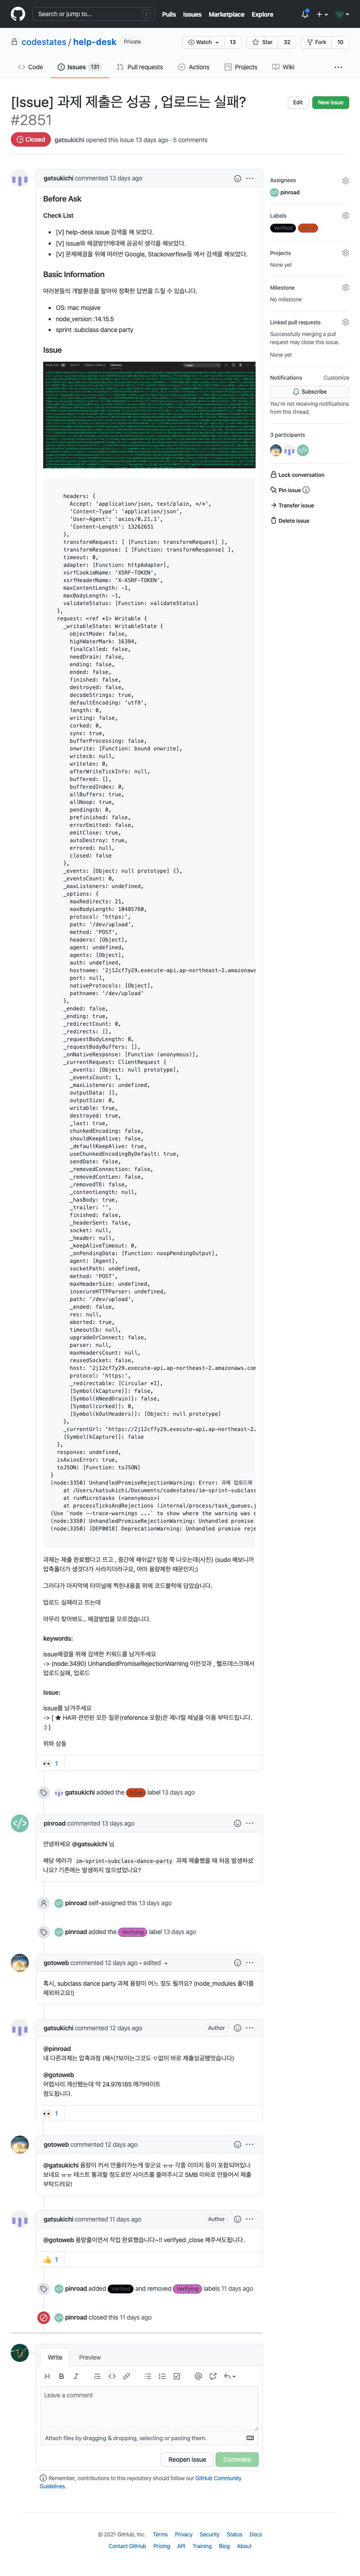 Search or jump to...
/
Pulls
Issues
Marketplace
Explore
codestates / help-desk
Private
Watch
13
Star
32
Fork
10
Code
Issues 131
Pull requests
Actions
Projects
Wiki
[Issue] 과제 제출은 성공 , 업로드는 실패?
#2851
Edit
New issue
Closed
gatsukichi opened this issue 13 days ago · 5 comments
gatsukichi commented 13 days ago
Before Ask
Check List
[V] help-desk issue 검색을 해 보았다.
[V] issue와 해결방안에대해 곰곰히 생각을 해보았다.
[V] 문제해결을 위해 여러번 Google, Stackoverflow등 에서 검색을 해보았다.
Basic Information
여러분들의 개발환경을 알아야 정확한 답변을 드릴 수 있습니다.
OS: mac mojave
node_version :14.15.5
sprint :subclass dance party
Issue
headers: {
Accept: 'application/json, text/plain, */*',
'Content-Type': 'application/json',
'User-Agent': 'axios/0.21.1',
'Content-Length': 13262651
},
transformRequest: [ [Function: transformRequest] ],
transformResponse: [ [Function: transformResponse] ],
timeout: 0,
adapter: [Function: httpAdapter],
xsrfCookieName: 'XSRF-TOKEN',
xsrfHeaderName: 'X-XSRF-TOKEN',
maxContentLength: -1,
maxBodyLength: -1,
validateStatus: [Function: validateStatus]
},
request: <ref *1> Writable {
_writableState: WritableState {
objectMode: false,
highWaterMark: 16384,
finalCalled: false,
needDrain: false,
ending: false,
ended: false,
finished: false,
destroyed: false,
decodeStrings: true,
defaultEncoding: 'utf8',
length: 0,
writing: false,
corked: 0,
sync: true,
bufferProcessing: false,
onwrite: [Function: bound onwrite],
writecb: null,
writelen: 0,
afterWriteTickInfo: null,
buffered: [],
bufferedIndex: 0,
allBuffers: true,
allNoop: true,
pendingcb: 0,
prefinished: false,
errorEmitted: false,
emitClose: true,
autoDestroy: true,
errored: null,
closed: false
},
_events: [Object: null prototype] {},
_eventsCount: 0,
_maxListeners: undefined,
_options: {
maxRedirects: 21,
maxBodyLength: 10485760,
protocol: 'https:',
path: '/dev/upload',
method: 'POST',
headers: [Object],
agent: undefined,
agents: [Object],
auth: undefined,
hostname: '2j12cf7y29.execute-api.ap-northeast-2.amazonaws
port: null,
nativeProtocols: [Object],
pathname: '/dev/upload'
},
_ended: false,
_ending: true,
_redirectCount: 0,
_redirects: [],
_requestBodyLength: 0,
_requestBodyBuffers: [],
_onNativeResponse: [Function (anonymous)],
_currentRequest: ClientRequest {
_events: [Object: null prototype],
_eventsCount: 1,
_maxListeners: undefined,
outputData: [],
outputSize: 0,
writable: true,
destroyed: true,
_last: true,
chunkedEncoding: false,
shouldKeepAlive: false,
_defaultKeepAlive: true,
useChunkedEncodingByDefault: true,
sendDate: false,
_removedConnection: false,
_removedContLen: false,
_removedTE: false,
_contentLength: null,
_hasBody: true,
_trailer: '',
finished: false,
_headerSent: false,
socket: null,
_header: null,
_keepAliveTimeout: 0,
_onPendingData: [Function: noopPendingOutput],
agent: [Agent],
socketPath: undefined,
method: 'POST',
maxHeaderSize: undefined,
insecureHTTPParser: undefined,
path: '/dev/upload',
_ended: false,
res: null,
aborted: true,
timeoutCb: null,
upgradeOrConnect: false,
parser: null,
maxHeadersCount: null,
reusedSocket: false,
host: '2j12cf7y29.execute-api.ap-northeast-2.amazonaws.com
protocol: 'https:',
_redirectable: [Circular *1],
[Symbol(kCapture)]: false,
[Symbol(kNeedDrain)]: false,
[Symbol(corked)]: 0,
[Symbol(kOutHeaders)]: [Object: null prototype]
},
_currentUrl: 'https://2j12cf7y29.execute-api.ap-northeast-2.
[Symbol(kCapture)]: false
},
response: undefined,
isAxiosError: true,
toJSON: [Function: toJSON]
}
(node:3350) UnhandledPromiseRejectionWarning: Error: 과제 업로드에
at /Users/katsukichi/Documents/codestates/im-sprint-subclass
at runMicrotasks (<anonymous>)
at processTicksAndRejections (internal/process/task_queues.j
(Use `node --trace-warnings ...` to show where the warning was c
(node:3350) UnhandledPromiseRejectionWarning: Unhandled promise
(node:3350) [DEP0018] DeprecationWarning: Unhandled promise reje
과제는 제출 완료했다고 뜨고 , 중간에 해쉬값? 엄청 쭉 나오는데(사진) (sudo 해보니까
압축폴더가 생겻다가 사라지더라구요, 아마 용량제한 때문인지;)
그러다가 마지막에 터미널에 찍힌내용을 위에 코드블럭에 담았습니다.
업로드 실패라고 뜨는데
아무리 찾아봐도.. 해결방법을 모르겠습니다.
keywords:
issue해결을 위해 검색한 키워드를 남겨주세요
-> (node:3490) UnhandledPromiseRejectionWarning 이런것과 , 헬프데스크에서
업로드실패, 업로드
Issue:
issue를 남겨주세요
-> [ ★ HA와 관련된 모든 질문(reference 포함)은 제너럴 채널을 이용 부탁드립니다.
:) ]
위와 상동
👀 1
gatsukichi added the label 13 days ago
pinroad commented 13 days ago
안녕하세요 @gatsukichi 님
해당 에러가 im-sprint-subclass-dance-party 과제 제출했을 때 처음 발생하셨
나요? 기존에는 발생하지 않으셨었나요?
pinroad self-assigned this 13 days ago
pinroad added the Verifying label 13 days ago
gotoweb commented 12 days ago • edited
혹시, subclass dance party 과제 용량이 어느 정도 될까요? (node_modules 폴더를
제외하고요!)
gatsukichi commented 12 days ago
Author
@pinroad
네 다른과제는 압축과정 (해시?보이는그것도 ㅇ없이 바로 제출성공했엇습니다)
@gotoweb
어림사리 계산했는데 약 24.976185 메가바이트
정도됩니다.
👀 1
gotoweb commented 12 days ago
@gatsukichi 용량이 커서 안올라가는게 맞군요 ㅠㅠ 각종 이미지 등이 포함되어있나
보네요 ㅠㅠ 테스트 통과할 정도로만 사이즈를 줄여주시고 5MB 이하로 만들어서 제출
부탁드려요!
gatsukichi commented 11 days ago
Author
@gotoweb 용량줄이면서 작업 완료했습니다~!! verifyed ,close 해주셔도됩니다.
👍 1
pinroad added Verified and removed Verifying labels 11 days ago
pinroad closed this 11 days ago
Write
Preview
Leave a comment
Attach files by dragging & dropping, selecting or pasting them.
Reopen issue
Comment
Remember, contributions to this repository should follow our GitHub Community
Guidelines.
Assignees
pinroad
Labels
Verified
Projects
None yet
Milestone
No milestone
Linked pull requests
Successfully merging a pull
request may close this issue.
None yet
Notifications
Customize
Subscribe
You're not receiving notifications
from this thread.
3 participants
Lock conversation
Pin issue
Transfer issue
Delete issue
© 2021 GitHub, Inc.
Terms
Privacy
Security
Status
Docs
Contact GitHub
Pricing
API
Training
Blog
About